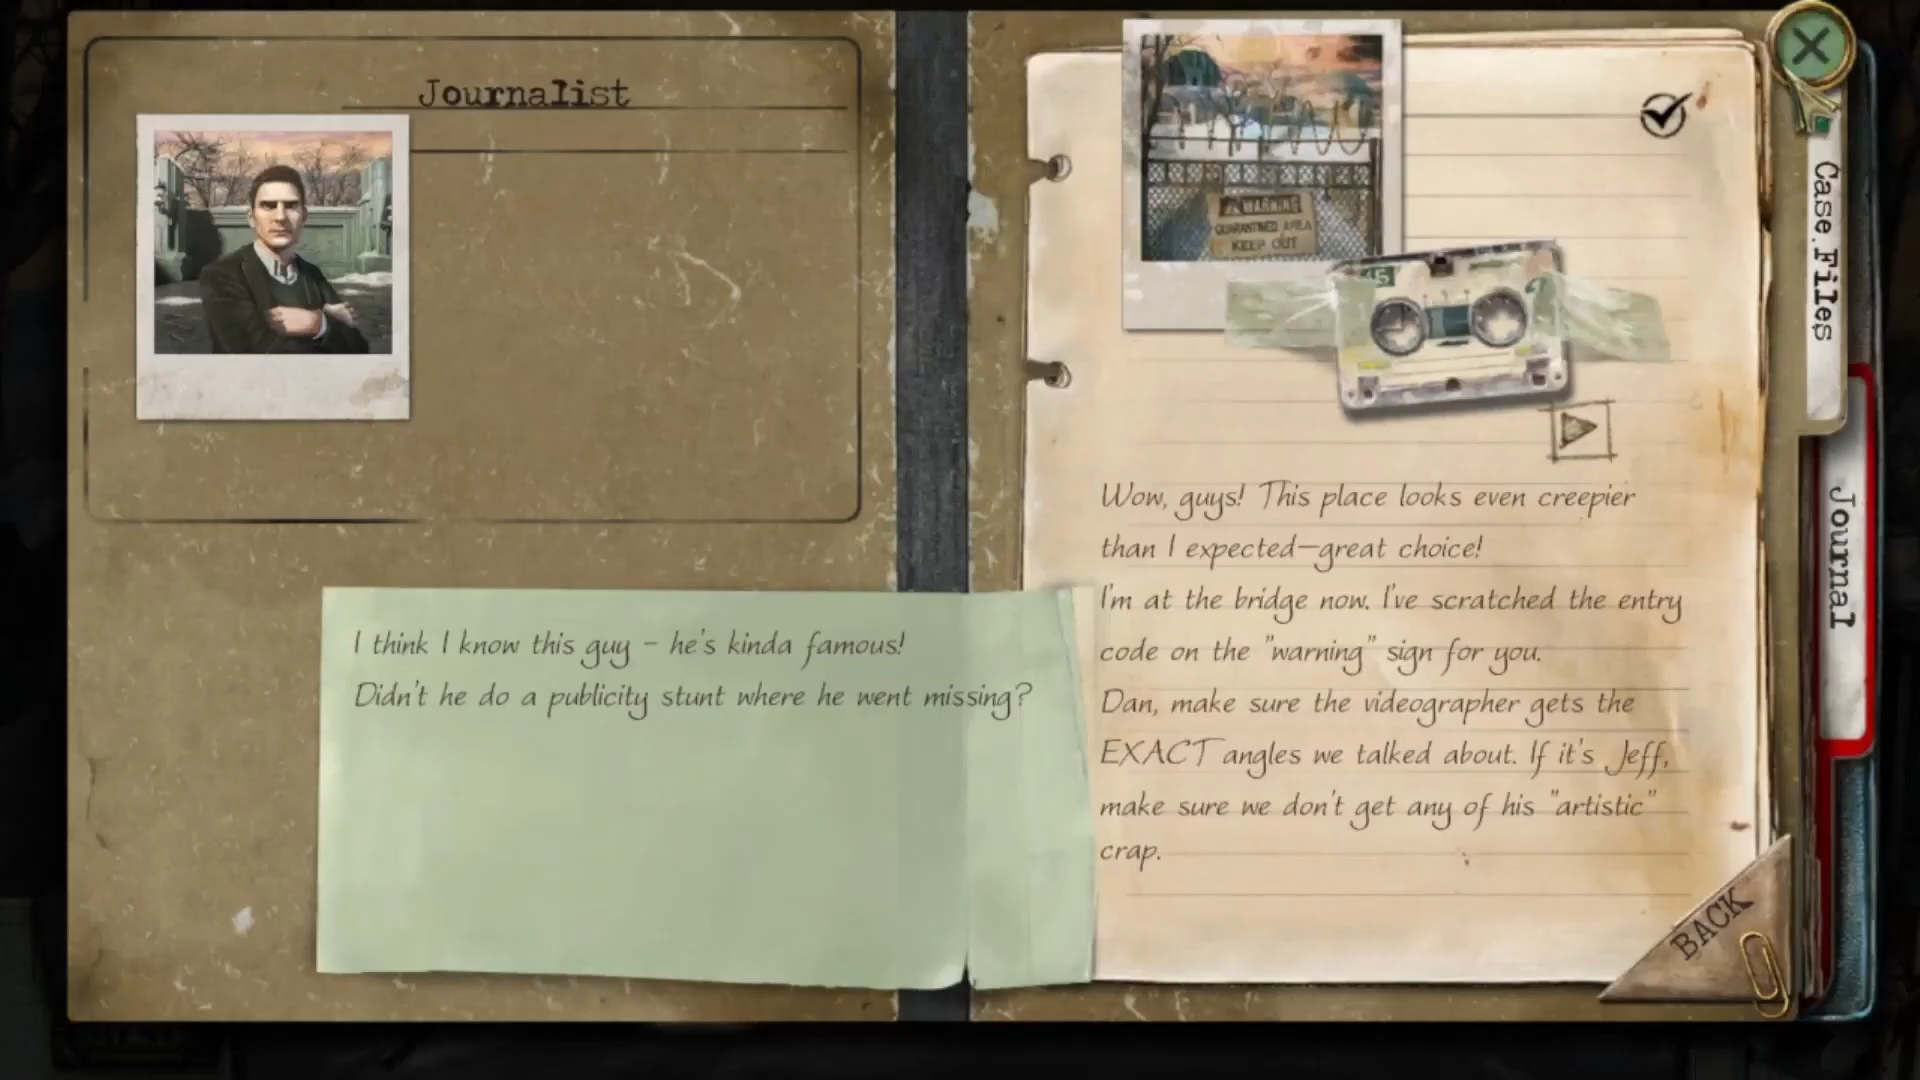 Journalist
WARNING
QUARANTINED AREA
KEEP OUT
45
Wow, guys! This place looks even creepier
than I expected—great choice!
I'm at the bridge now. I've scratched the entry
code on the "warning" sign for you.
Dan, make sure the videographer gets the
EXACT angles we talked about. If it's Jeff,
make sure we don't get any of his "artistic"
crap.
I think I know this guy - he's kinda famous!
Didn't he do a publicity stunt where he went missing?
Case Files
Journal
BACK